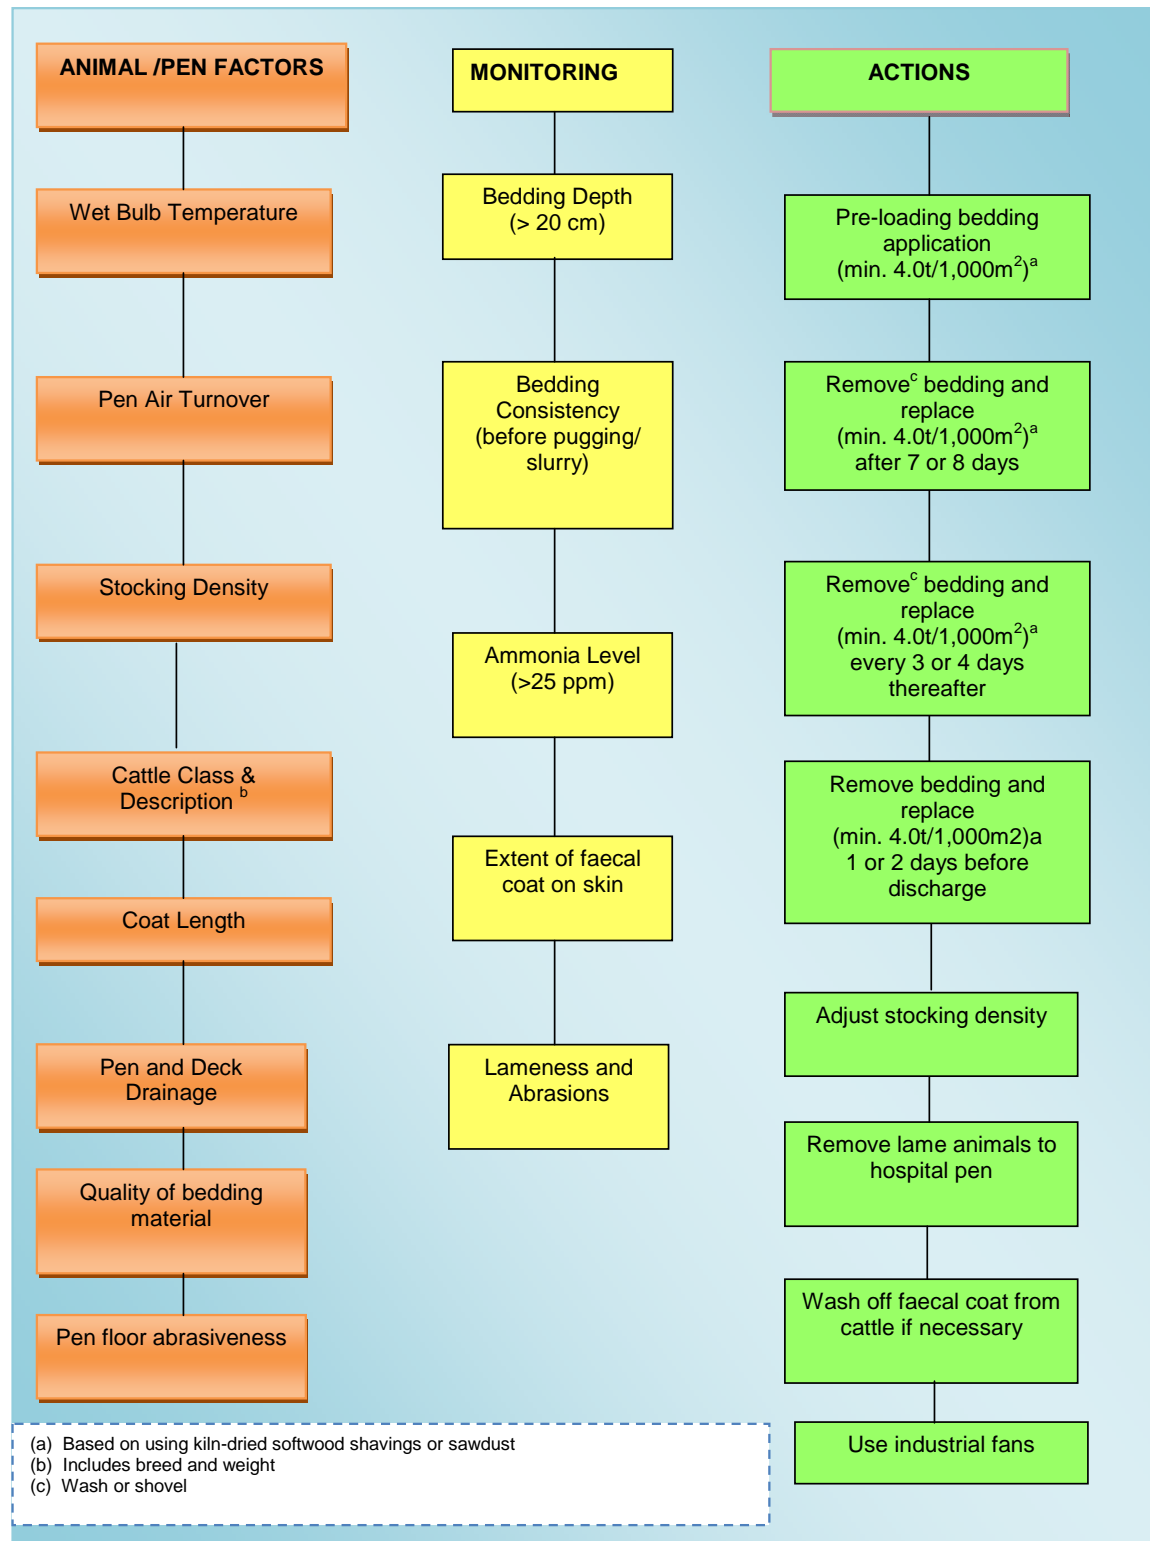 ANIMAL /PEN FACTORS
Wet Bulb Temperature
Pen Air Turnover
Stocking Density
Cattle Class &
Description b
Coat Length
Pen and Deck
Drainage
Quality of bedding
material
Pen floor abrasiveness
MONITORING
Bedding Depth
(> 20 cm)
Bedding
Consistency
(before pugging/
slurry)
Ammonia Level
(>25 ppm)
Extent of faecal
coat on skin
Lameness and
Abrasions
ACTIONS
Pre-loading bedding
application
(min. 4.0t/1,000m²)ᵃ
Removeᶜ bedding and
replace
(min. 4.0t/1,000m²)ᵃ
after 7 or 8 days
Removeᶜ bedding and
replace
(min. 4.0t/1,000m²)ᵃ
every 3 or 4 days
thereafter
Remove bedding and
replace
(min. 4.0t/1,000m2)a
1 or 2 days before
discharge
Adjust stocking density
Remove lame animals to
hospital pen
Wash off faecal coat from
cattle if necessary
Use industrial fans
(a) Based on using kiln-dried softwood shavings or sawdust
(b) Includes breed and weight
(c) Wash or shovel